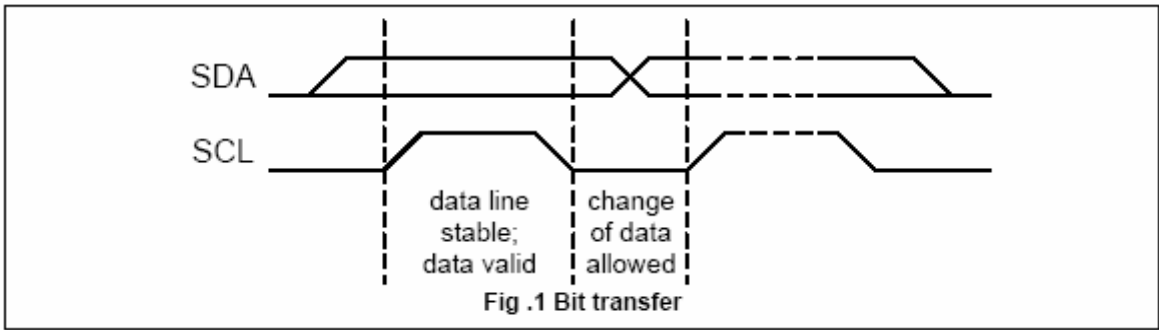 SDA
SCL
data line change
stable; of data
data valid allowed
Fig .1 Bit transfer